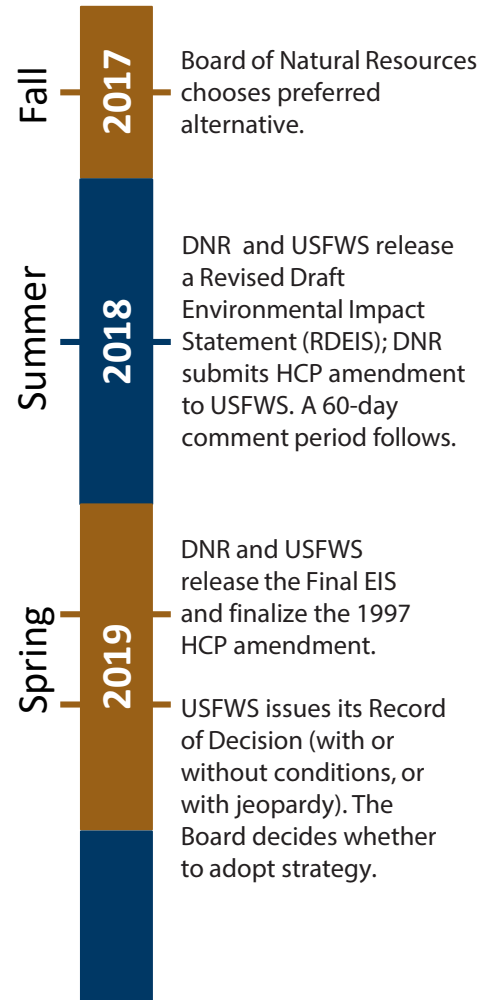 Fall
2017
Board of Natural Resources
chooses preferred
alternative.
Summer
2018
DNR and USFWS release
a Revised Draft
Environmental Impact
Statement (RDEIS); DNR
submits HCP amendment
to USFWS. A 60-day
comment period follows.
Spring
2019
DNR and USFWS
release the Final EIS
and finalize the 1997
HCP amendment.
USFWS issues its Record
of Decision (with or
without conditions, or
with jeopardy). The
Board decides whether
to adopt strategy.